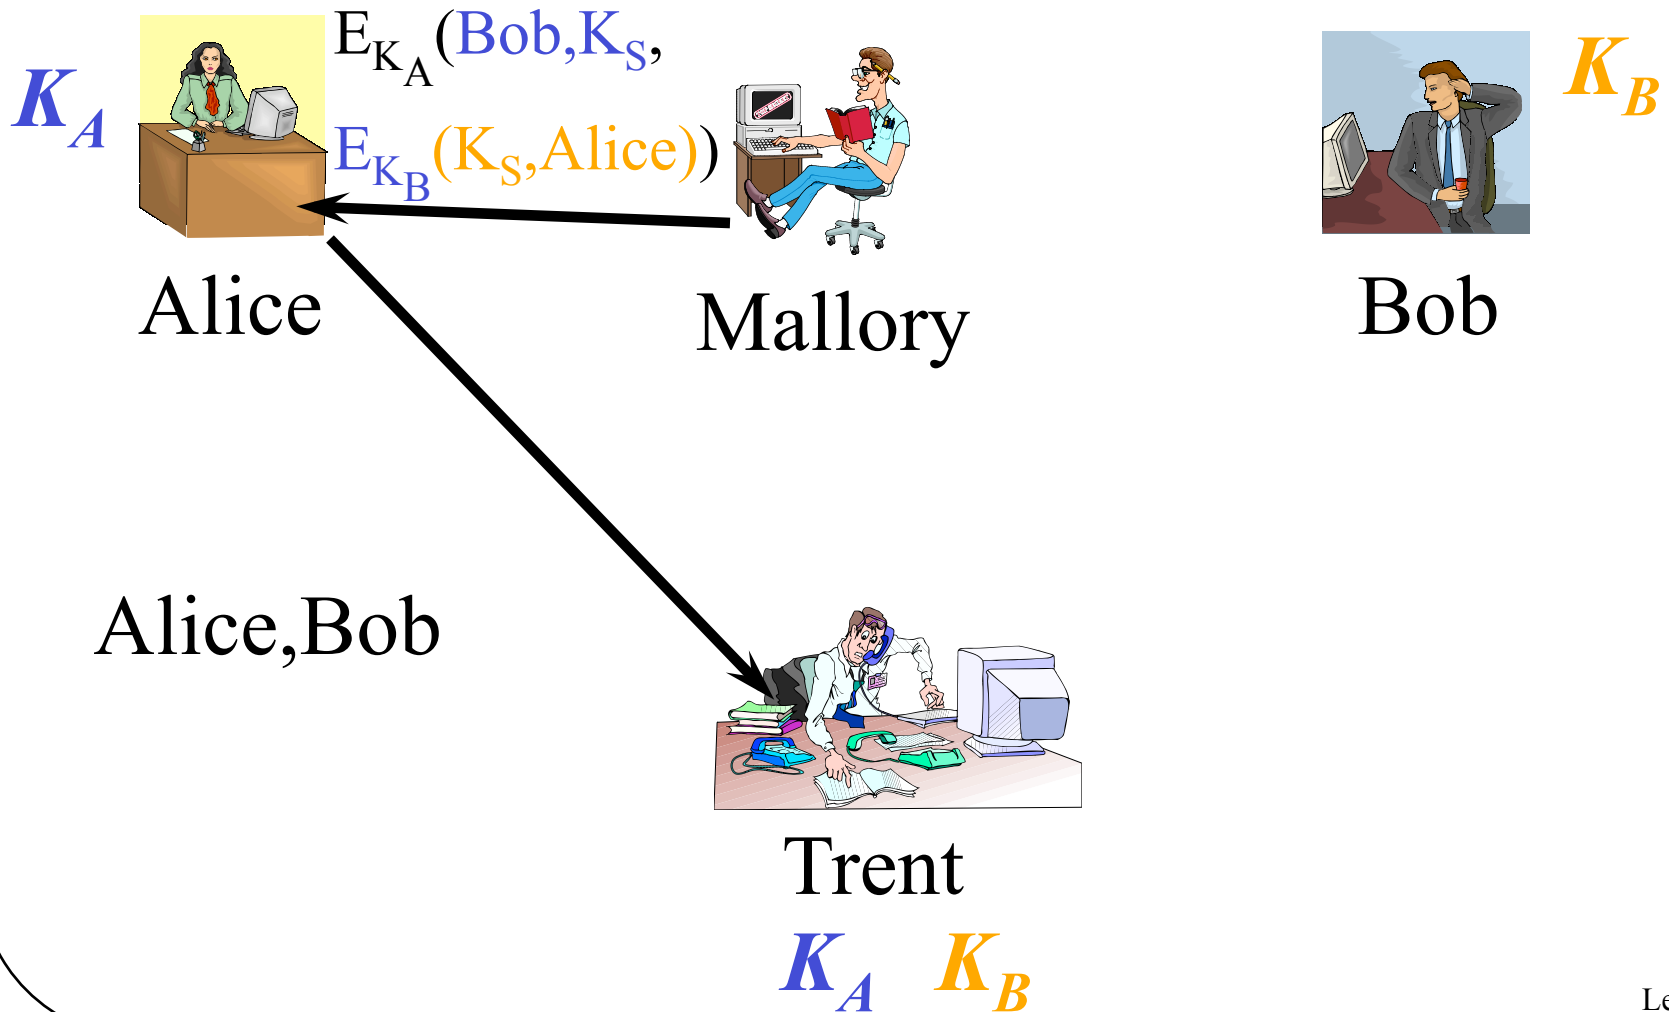 E_{K_A}(Bob,K_S,
E_{K_B}(K_S,Alice))
K_A
K_B
Alice
Mallory
Bob
Alice,Bob
Trent
K_A K_B